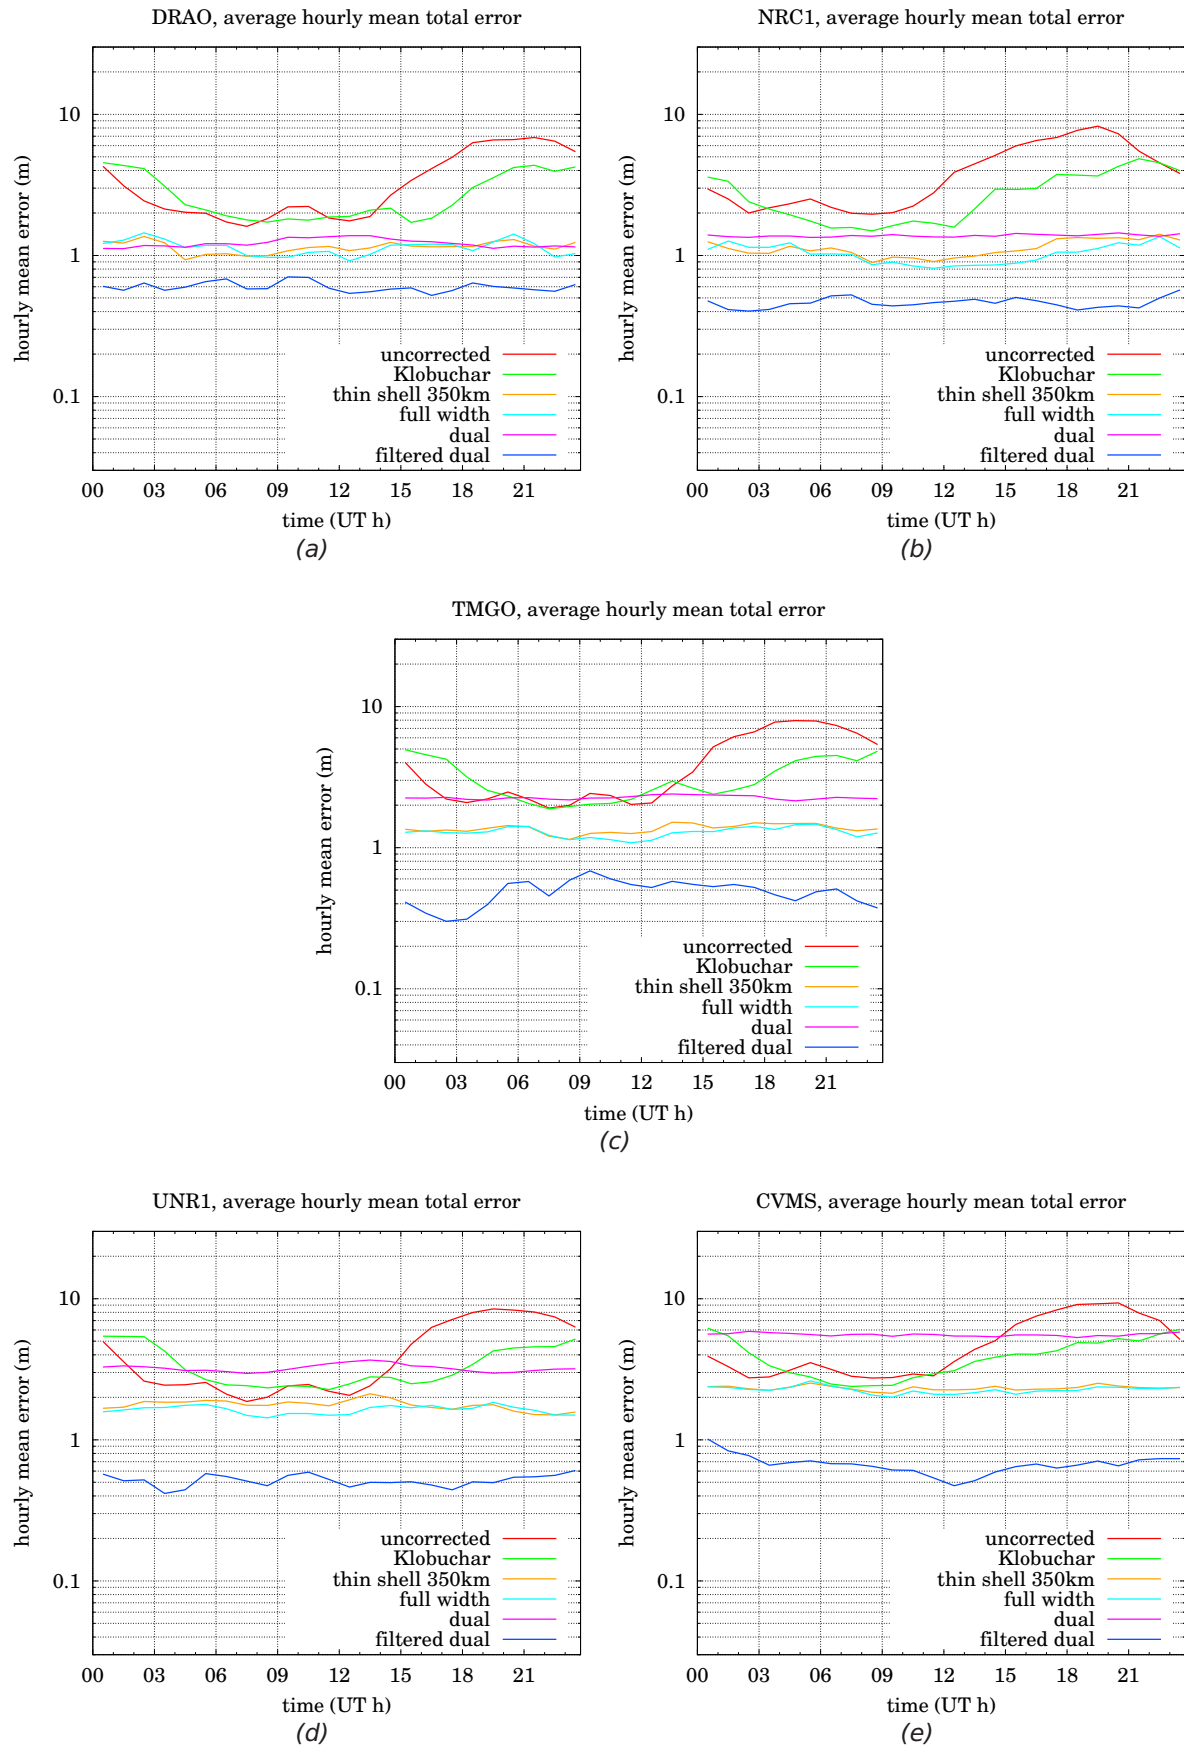 DRAO, average hourly mean total error
hourly mean error (m)
10
1
0.1
uncorrected
Klobuchar
thin shell 350km
full width
dual
filtered dual
00 03 06 09 12 15 18 21
time (UT h)
(a)
NRC1, average hourly mean total error
hourly mean error (m)
10
1
0.1
uncorrected
Klobuchar
thin shell 350km
full width
dual
filtered dual
00 03 06 09 12 15 18 21
time (UT h)
(b)
TMGO, average hourly mean total error
hourly mean error (m)
10
1
0.1
uncorrected
Klobuchar
thin shell 350km
full width
dual
filtered dual
00 03 06 09 12 15 18 21
time (UT h)
(c)
UNR1, average hourly mean total error
hourly mean error (m)
10
1
0.1
uncorrected
Klobuchar
thin shell 350km
full width
dual
filtered dual
00 03 06 09 12 15 18 21
time (UT h)
(d)
CVMS, average hourly mean total error
hourly mean error (m)
10
1
0.1
uncorrected
Klobuchar
thin shell 350km
full width
dual
filtered dual
00 03 06 09 12 15 18 21
time (UT h)
(e)